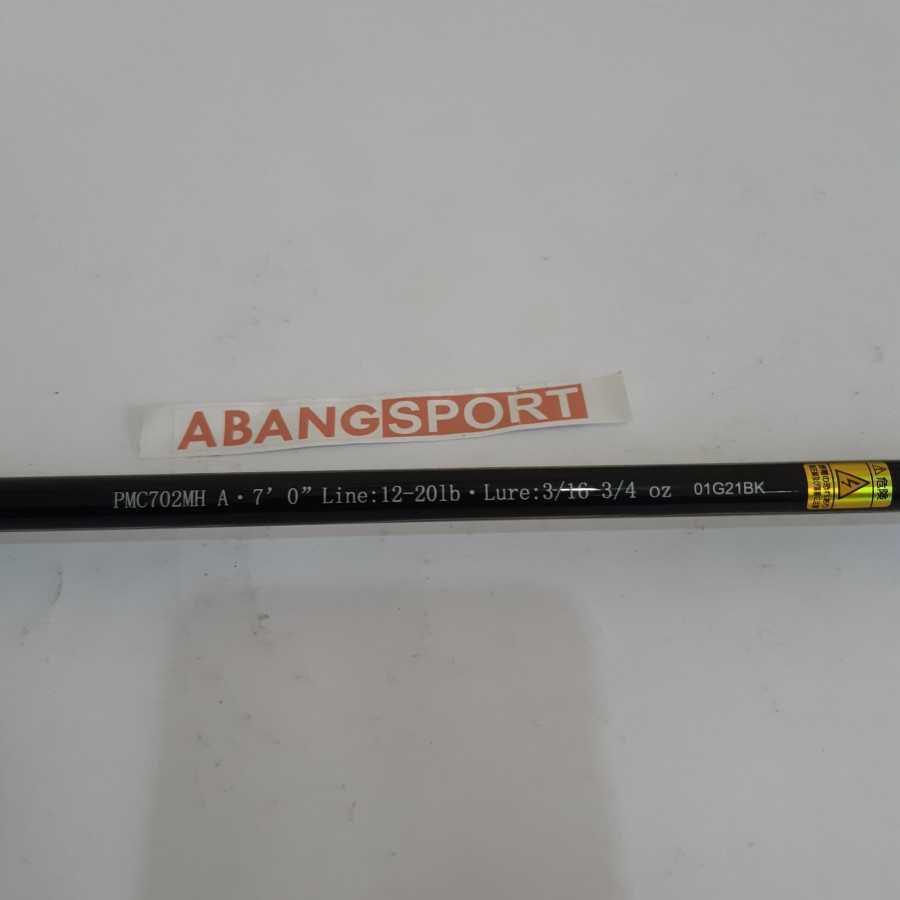 ABANGSPORT
PMC702MH A・7' 0" Line:12-20lb・Lure:3/16-3/4 oz 01G21BK
危険